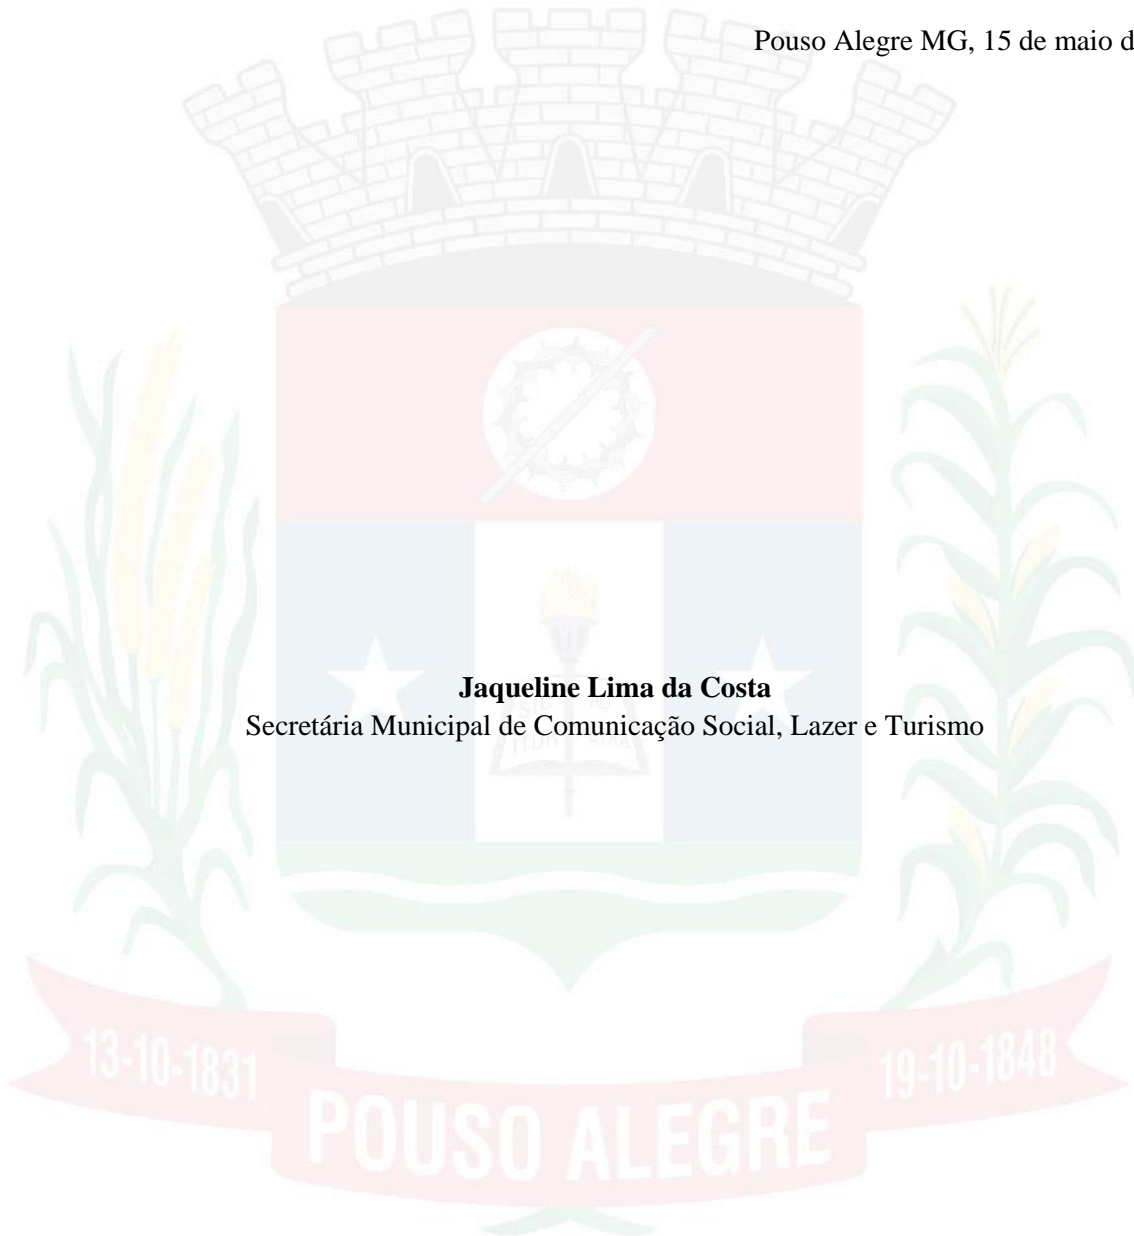 Pouso Alegre MG, 15 de maio d
Jaqueline Lima da Costa
Secretária Municipal de Comunicação Social, Lazer e Turismo
13-10-1831
19-10-1848
POUSO ALEGRE